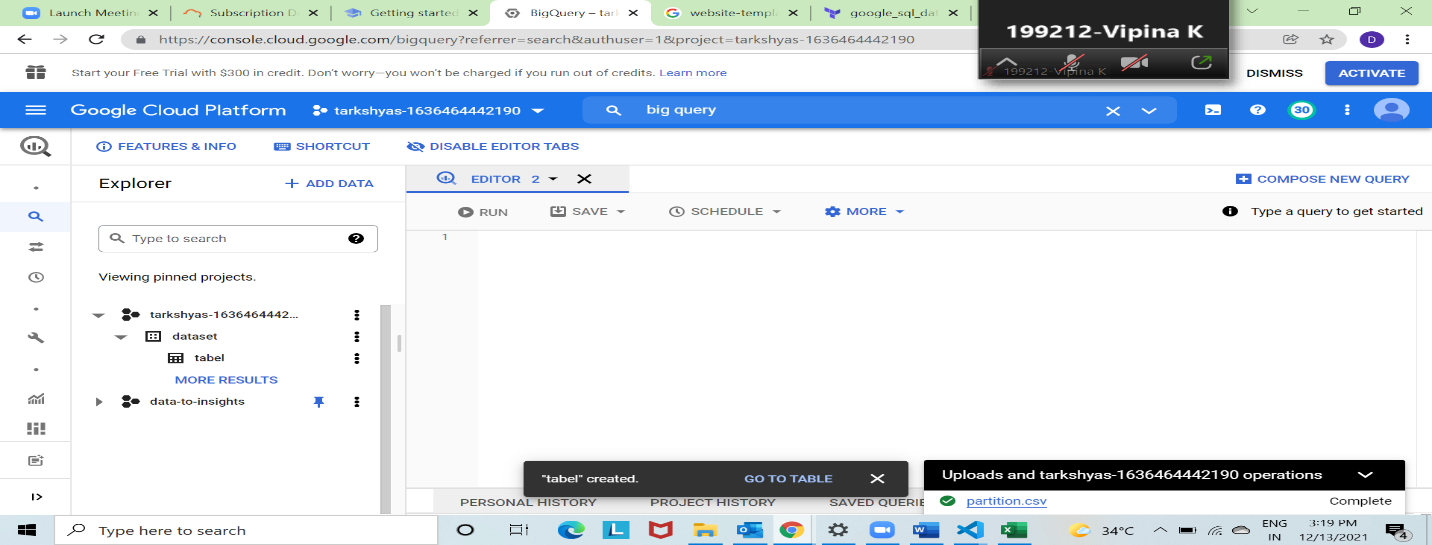 Launch Meetin
Subscription D
Getting started
BigQuery – tar
website-templ
google_sql_dat
https://console.cloud.google.com/bigquery?referrer=search&authuser=1&project=tarkshyas-1636464442190
D
199212-Vipina K
199212-Vipina K
Start your Free Trial with $300 in credit. Don't worry—you won't be charged if you run out of credits. Learn more
DISMISS
ACTIVATE
Google Cloud Platform
tarkshyas-1636464442190
big query
30
FEATURES & INFO
SHORTCUT
DISABLE EDITOR TABS
Explorer
+ ADD DATA
EDITOR 2
COMPOSE NEW QUERY
RUN
SAVE
SCHEDULE
MORE
Type a query to get started
Type to search
1
Viewing pinned projects.
tarkshyas-1636464442...
dataset
tabel
MORE RESULTS
data-to-insights
"tabel" created.
GO TO TABLE
Uploads and tarkshyas-1636464442190 operations
partition.csv
Complete
PERSONAL HISTORY
PROJECT HISTORY
SAVED QUERIE
Type here to search
34°C
ENG
IN
3:19 PM
12/13/2021
4